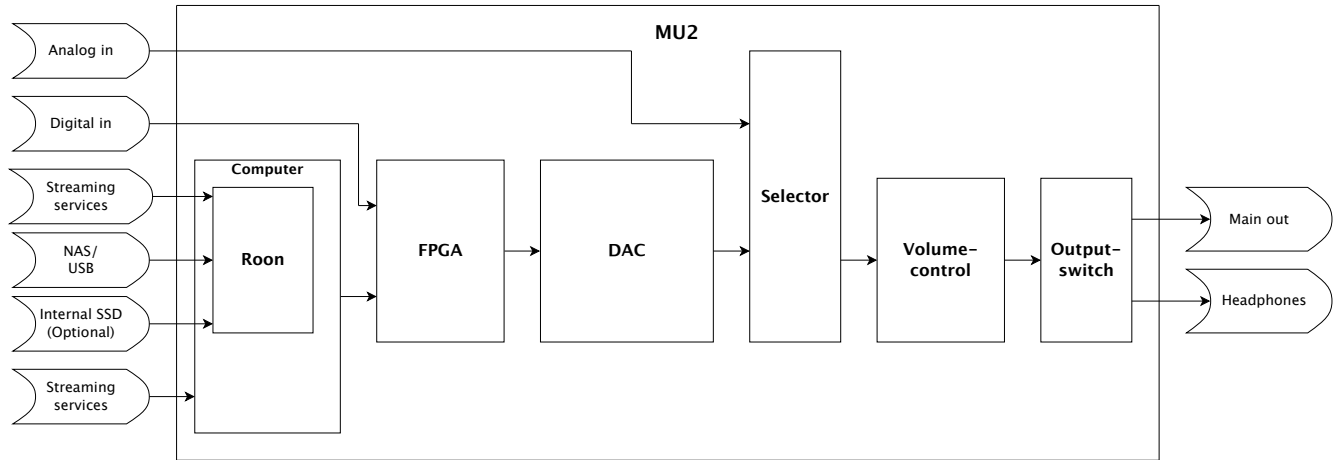 MU2
Analog in
Digital in
Streaming
services
NAS/
USB
Internal SSD
(Optional)
Streaming
services
Computer
Roon
FPGA
DAC
Selector
Volume-
control
Output-
switch
Main out
Headphones